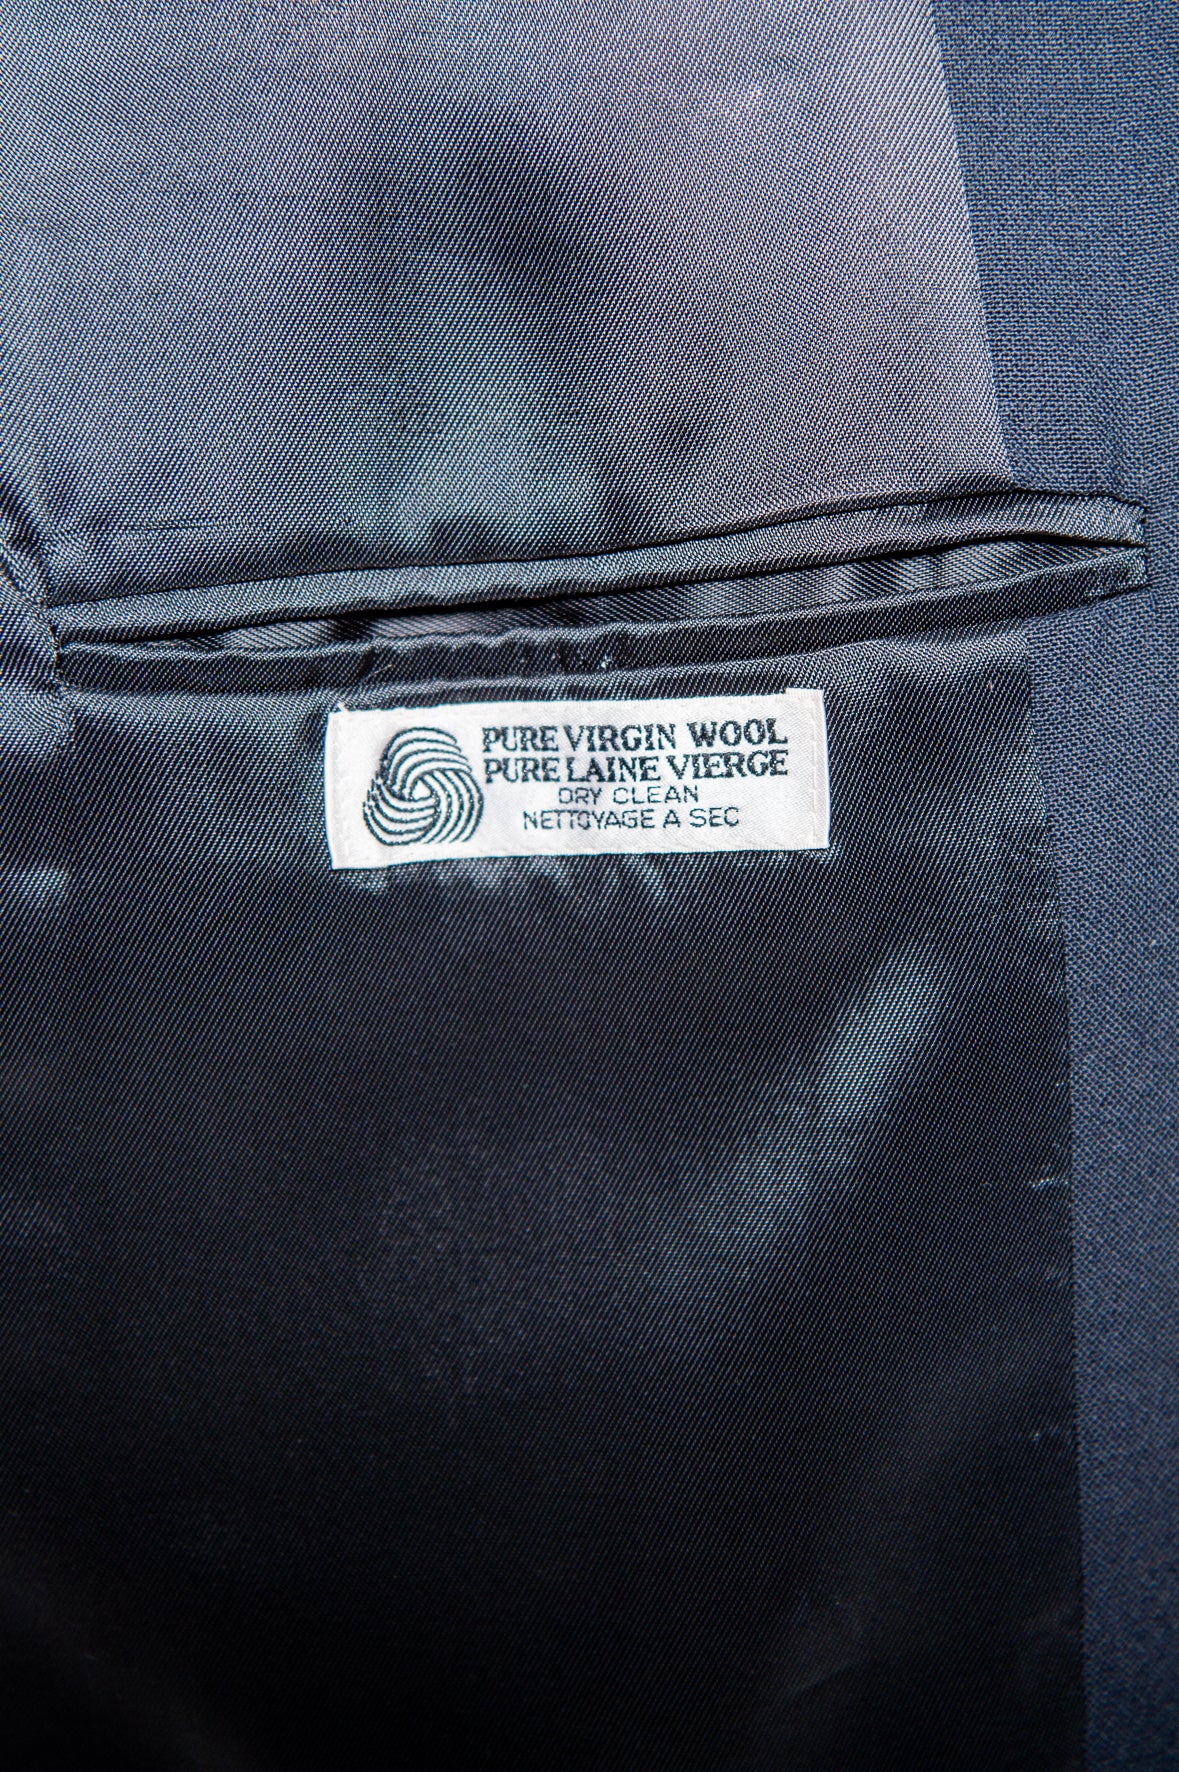 PURE VIRGIN WOOL
PURE LAINE VIERGE
DRY CLEAN
NETTOYAGE A SEC